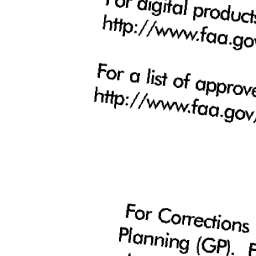 For digital products
http://www.faa.gov
For a list of approve
http://www.faa.gov/
For Corrections
Planning (GP).